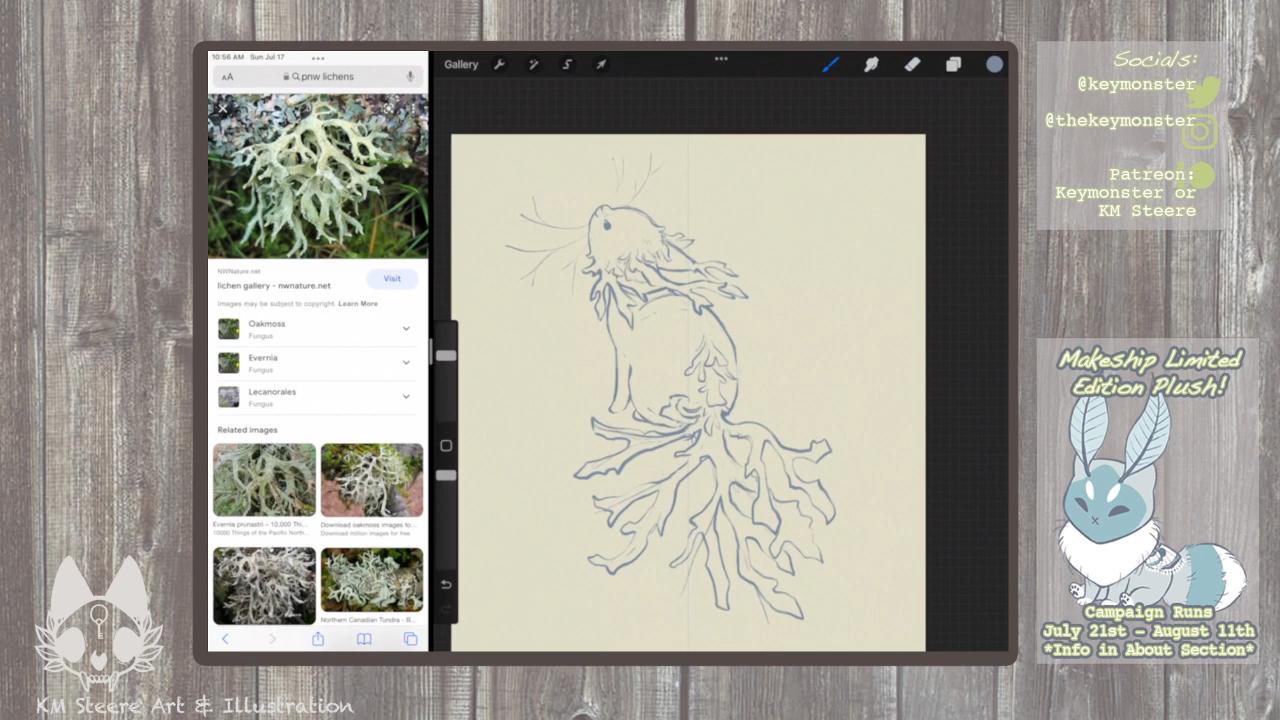 10:56 AM Sun Jul 17
AA pnw lichens
NWNature.net
Visit
lichen gallery - nwnature.net
Images may be subject to copyright. Learn More
Oakmoss
Fungus
Evernia
Fungus
Lecanorales
Fungus
Related images
Evernia prunastri - 10,000 Thi...
10000 Things of the Pacific North...
Download oakmoss images fo...
Download million images for free
Northern Canadian Tundra - B...
Gallery
Socials:
@keymonster
@thekeymonster
Patreon:
Keymonster or
KM Steere
Makeship Limited
Edition Plush!
Campaign Runs
July 21st - August 11th
*Info in About Section*
KM Steere Art & Illustration